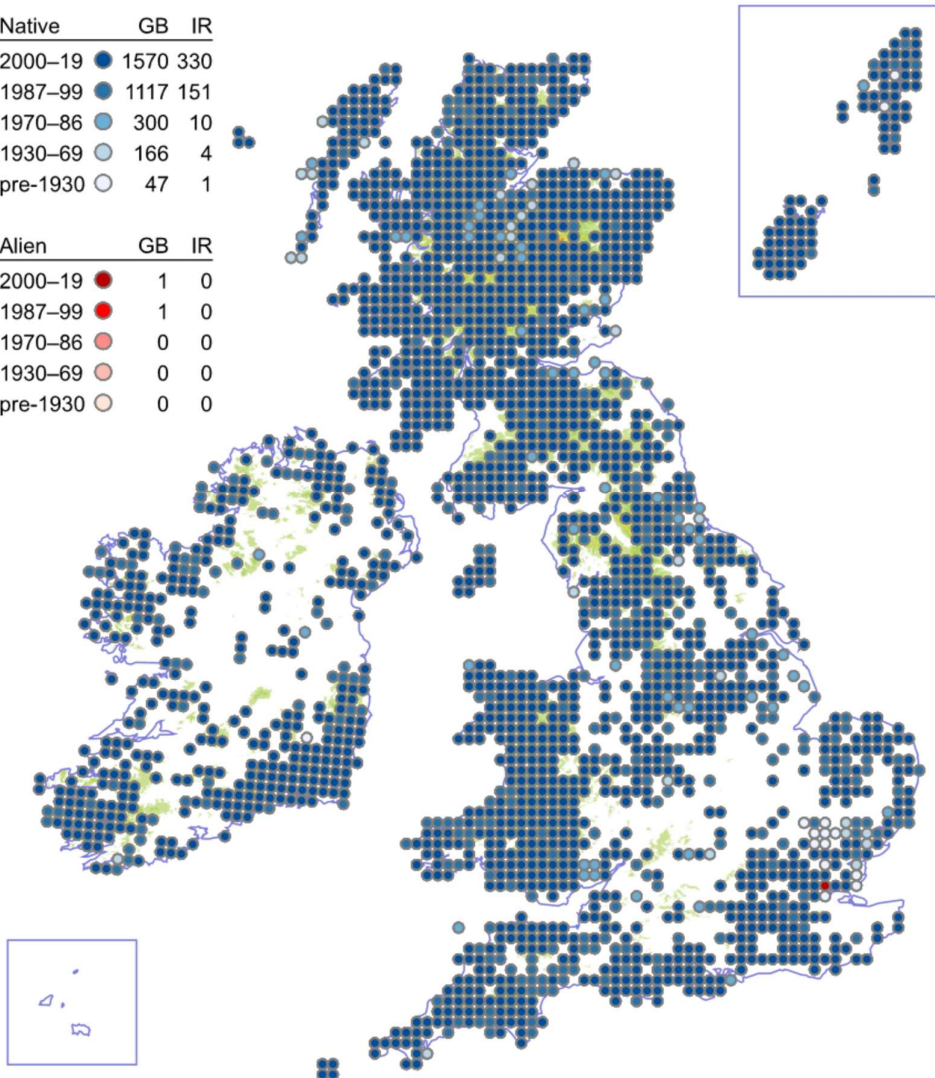 Native GB IR
2000–19 1570 330
1987–99 1117 151
1970–86 300 10
1930–69 166 4
pre-1930 47 1
Alien GB IR
2000–19 1 0
1987–99 1 0
1970–86 0 0
1930–69 0 0
pre-1930 0 0